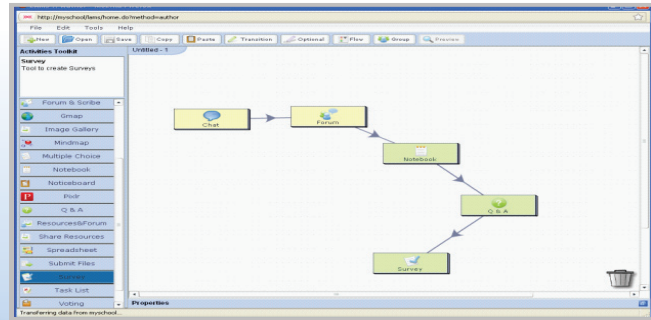 http://myschool/lams/home.do?method=author
File Edit Tools Help
New Open Save Copy Paste Transition Optional Flow Group Preview
Activities Toolkit
Untitled - 1
Survey
Tool to create Surveys
Forum & Scribe
Gmap
Image Gallery
Mindmap
Multiple Choice
Notebook
Noticeboard
Pixlr
Q & A
Resources&Forum
Share Resources
Spreadsheet
Submit Files
Survey
Task List
Voting
Chat
Forum
Notebook
Q & A
Survey
Properties
Transferring data from myschool...